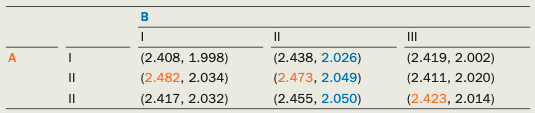 B
I II III
A I (2.408, 1.998) (2.438, 2.026) (2.419, 2.002)
II (2.482, 2.034) (2.473, 2.049) (2.411, 2.020)
II (2.417, 2.032) (2.455, 2.050) (2.423, 2.014)